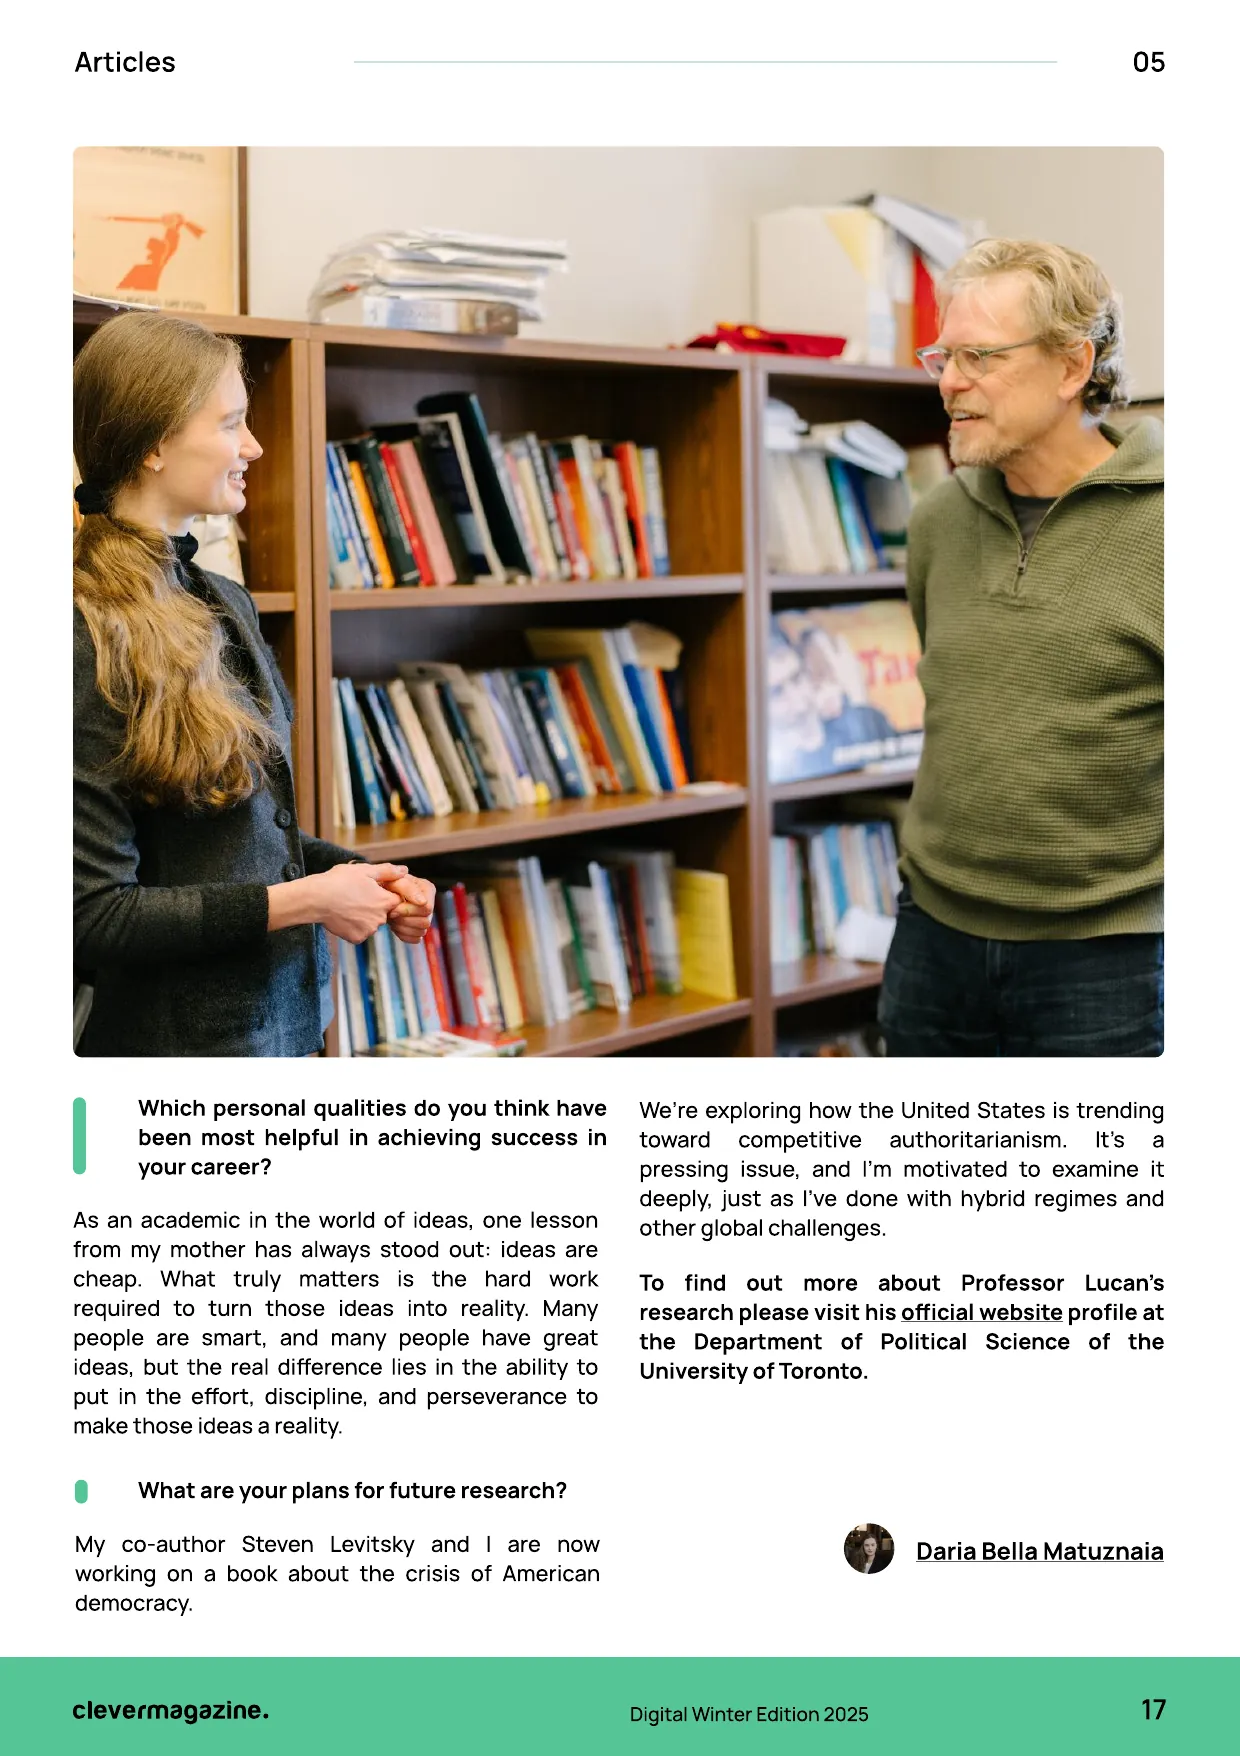 Articles
05
Ta
Which personal qualities do you think have
been most helpful in achieving success in
your career?
As an academic in the world of ideas, one lesson
from my mother has always stood out: ideas are
cheap. What truly matters is the hard work
required to turn those ideas into reality. Many
people are smart, and many people have great
ideas, but the real difference lies in the ability to
put in the effort, discipline, and perseverance to
make those ideas a reality.
What are your plans for future research?
My co-author Steven Levitsky and I are now
working on a book about the crisis of American
democracy.
We're exploring how the United States is trending
toward competitive authoritarianism. It's a
pressing issue, and I'm motivated to examine it
deeply, just as I've done with hybrid regimes and
other global challenges.
To find out more about Professor Lucan's
research please visit his official website profile at
the Department of Political Science of the
University of Toronto.
Daria Bella Matuznaia
clevermagazine.
Digital Winter Edition 2025
17